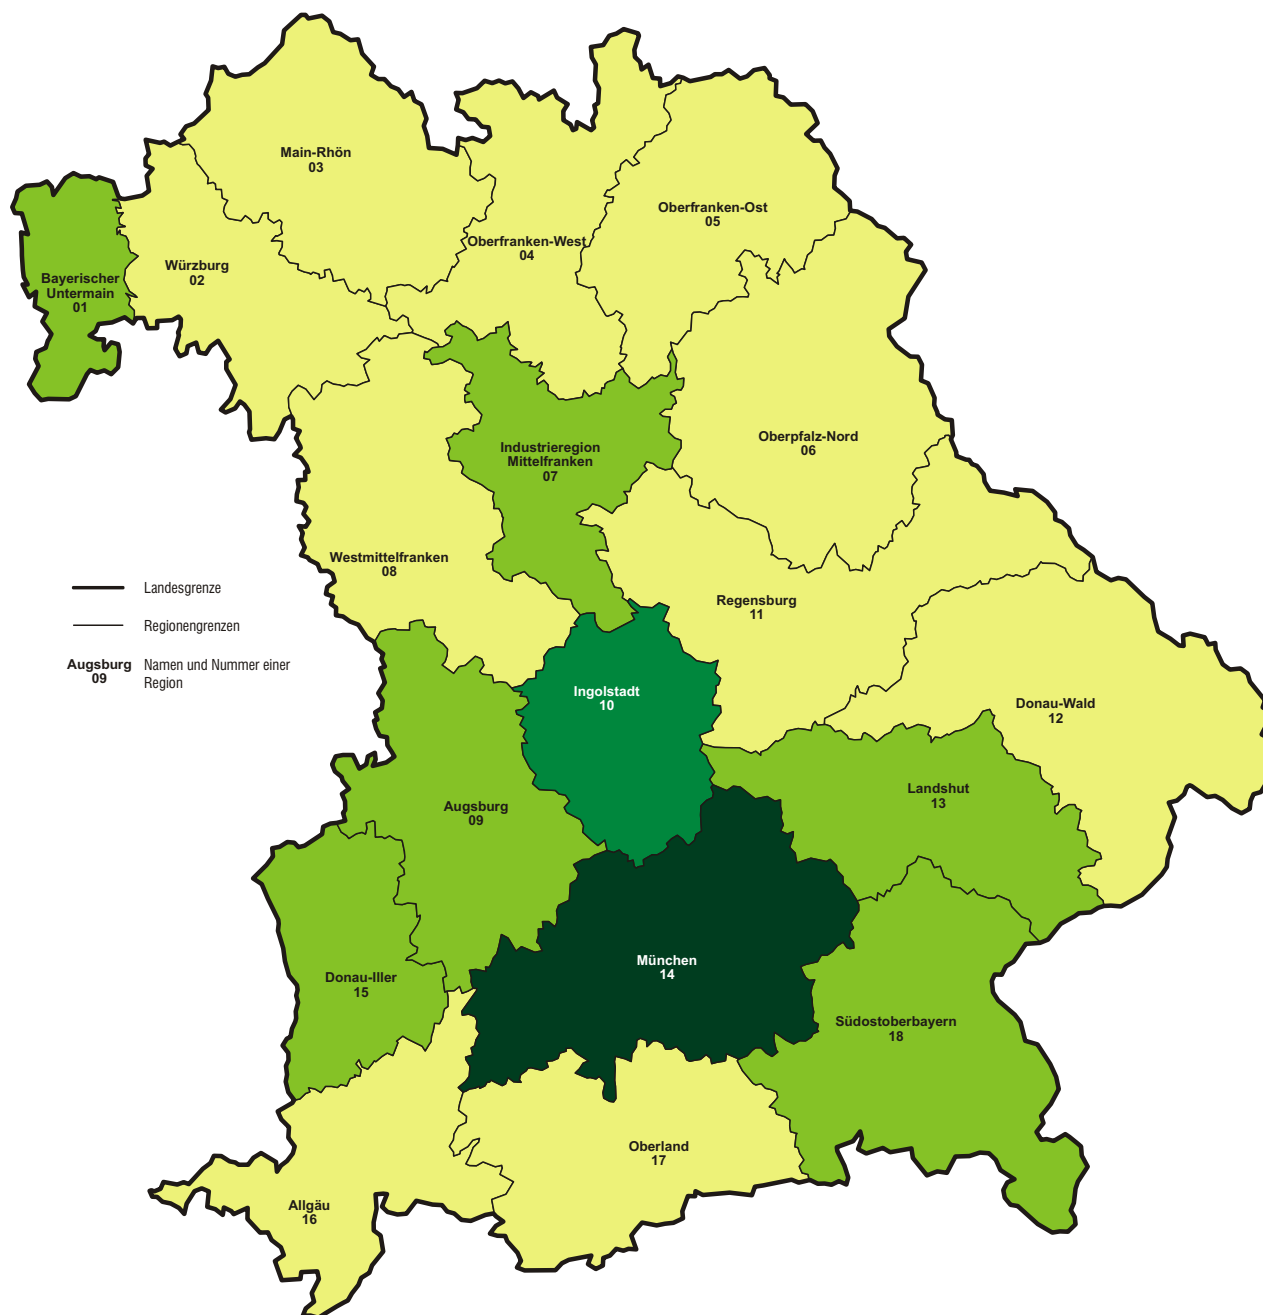 Main-Rhön
03
Oberfranken-Ost
05
Oberfranken-West
04
Würzburg
02
Bayerischer
Untermain
01
Oberpfalz-Nord
06
Industrieregion
Mittelfranken
07
Westmittelfranken
08
Landesgrenze
Regensburg
11
Regionengrenzen
Augsburg
09
Namen und Nummer einer
Region
Ingolstadt
10
Donau-Wald
12
Landshut
13
Augsburg
09
München
14
Donau-Iller
15
Südostoberbayern
18
Oberland
17
Allgäu
16